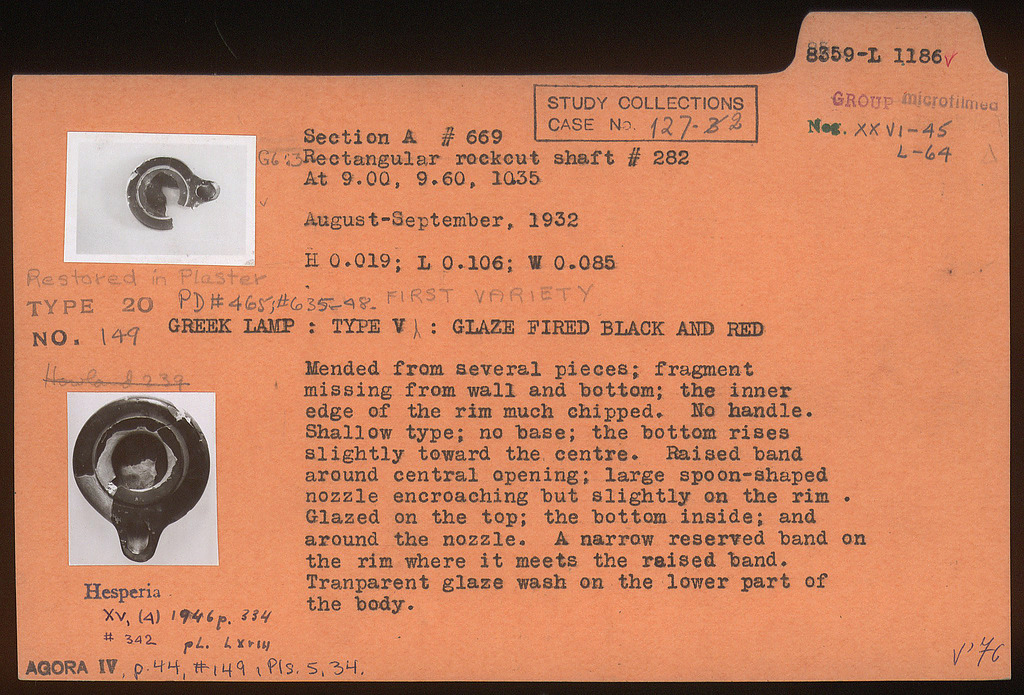 8359-L 1186
GROUP microfilmed
Neg. XXVI-45
L-64
STUDY COLLECTIONS
CASE No. 127-82
Section A # 669
Rectangular rockcut shaft # 282
At 9.00, 9.60, 10.35
August-September, 1932
H 0.019; L 0.106; W 0.085
Restored in Plaster
TYPE 20 PD#465;#635-48- FIRST VARIETY
NO. 149
GREEK LAMP : TYPE V : GLAZE FIRED BLACK AND RED
Howland 239
Mended from several pieces; fragment
missing from wall and bottom; the inner
edge of the rim much chipped. No handle.
Shallow type; no base; the bottom rises
slightly toward the centre. Raised band
around central opening; large spoon-shaped
nozzle encroaching but slightly on the rim .
Glazed on the top; the bottom inside; and
around the nozzle. A narrow reserved band on
the rim where it meets the raised band.
Tranparent glaze wash on the lower part of
the body.
Hesperia
XV, (4) 1946 p. 334
# 342 pL. LXVIII
AGORA IV, p.44, #149, Pls. 5, 34.
V'76